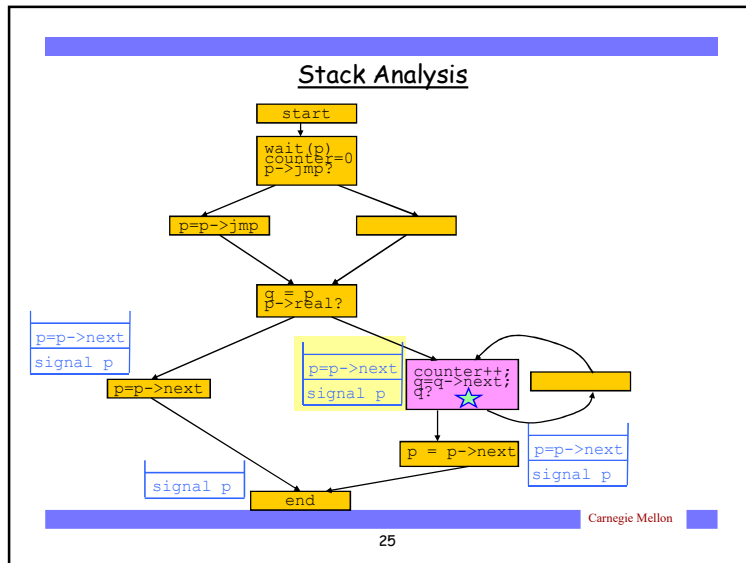 Stack Analysis
start
wait(p)
counter=0
p->jmp?
p=p->jmp
q = p
p->real?
p=p->next
signal p
p=p->next
signal p
counter++;
q=q->next;
q?
p=p->next
p = p->next
p=p->next
signal p
signal p
end
Carnegie Mellon
25